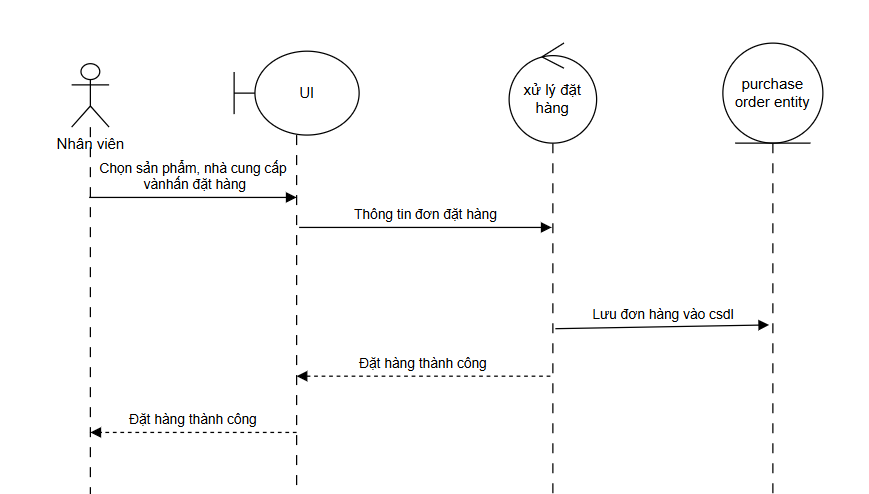 UI
xử lý đặt
hàng
purchase
order entity
Nhân viên
Chọn sản phẩm, nhà cung cấp
vànhấn đặt hàng
Thông tin đơn đặt hàng
Lưu đơn hàng vào csdl
Đặt hàng thành công
Đặt hàng thành công